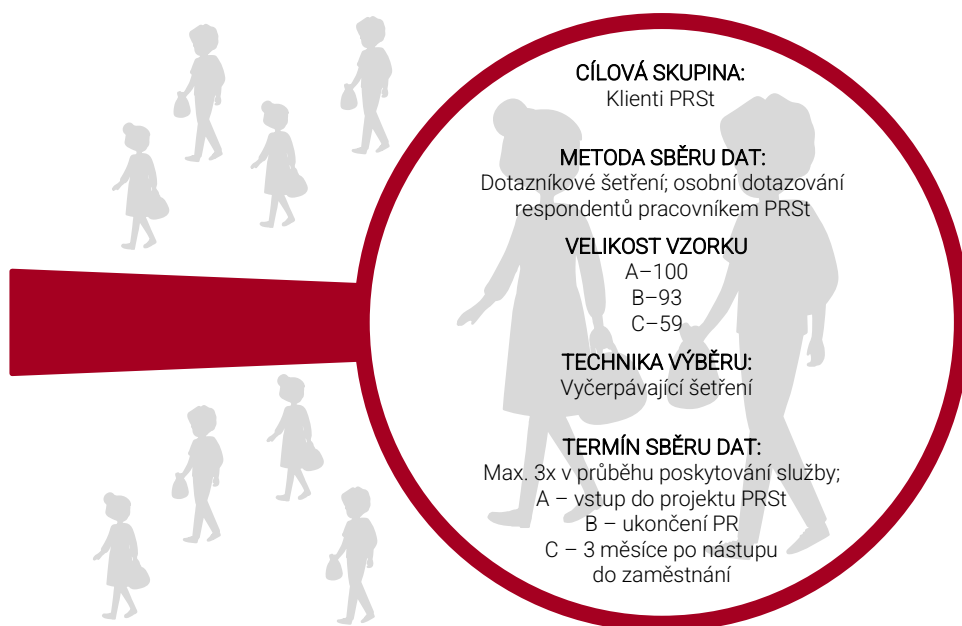 CÍLOVÁ SKUPINA:
Klienti PRSt
METODA SBĚRU DAT:
Dotazníkové šetření; osobní dotazování
respondentů pracovníkem PRSt
VELIKOST VZORKU
A–100
B–93
C–59
TECHNIKA VÝBĚRU:
Vyčerpávající šetření
TERMÍN SBĚRU DAT:
Max. 3x v průběhu poskytování služby;
A – vstup do projektu PRSt
B – ukončení PR
C – 3 měsíce po nástupu
do zaměstnání